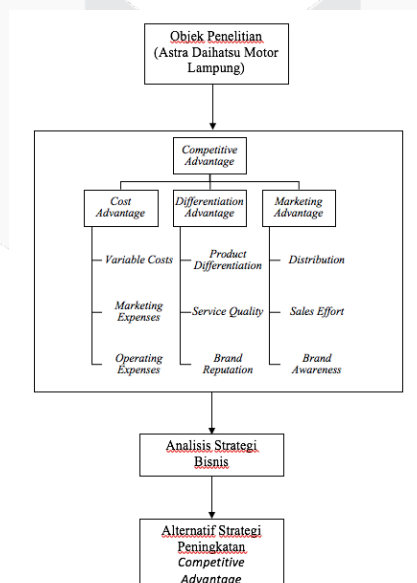 Objek Penelitian
(Astra Daihatsu Motor
Lampung)
Competitive
Advantage
Cost
Advantage
Differentiation
Advantage
Marketing
Advantage
Variable Costs
Product
Differentiation
Distribution
Marketing
Expenses
Service Quality
Sales Effort
Operating
Expenses
Brand
Reputation
Brand
Awareness
Analisis Strategi
Bisnis
Alternatif Strategi
Peningkatan
Competitive
Advantage